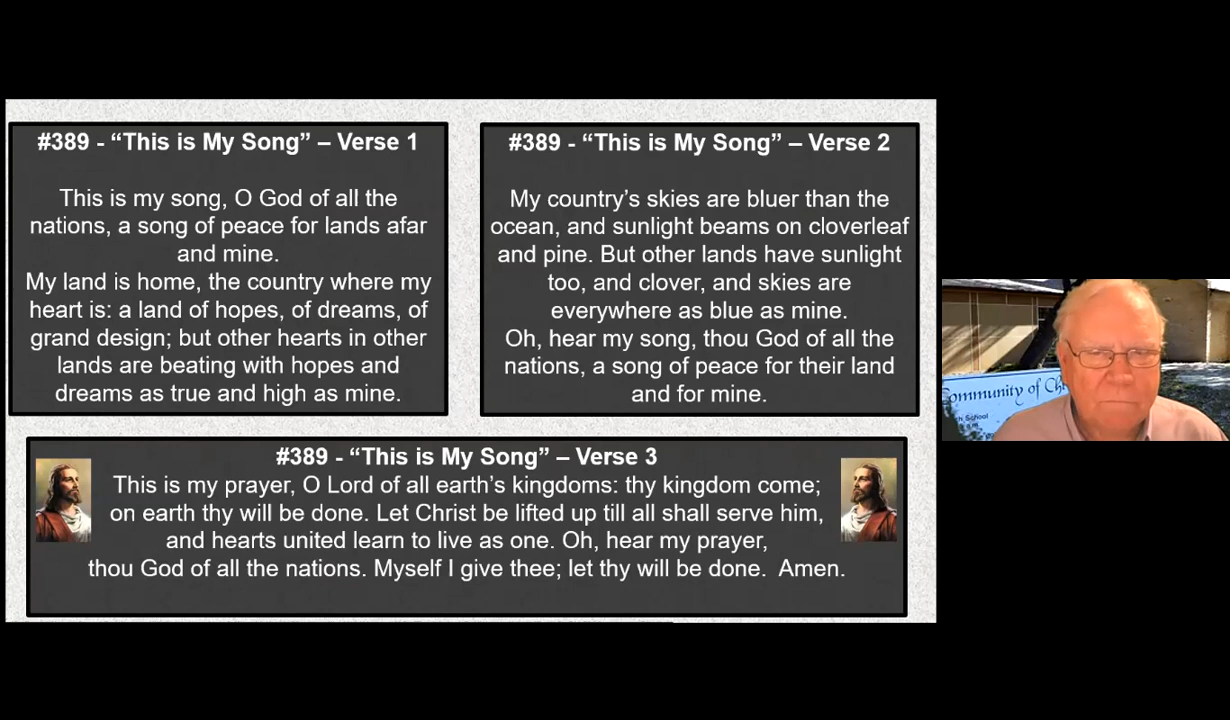 #389 - “This is My Song” – Verse 1
This is my song, O God of all the
nations, a song of peace for lands afar
and mine.
My land is home, the country where my
heart is: a land of hopes, of dreams, of
grand design; but other hearts in other
lands are beating with hopes and
dreams as true and high as mine.
#389 - “This is My Song” – Verse 2
My country’s skies are bluer than the
ocean, and sunlight beams on cloverleaf
and pine. But other lands have sunlight
too, and clover, and skies are
everywhere as blue as mine.
Oh, hear my song, thou God of all the
nations, a song of peace for their land
and for mine.
#389 - “This is My Song” – Verse 3
This is my prayer, O Lord of all earth’s kingdoms: thy kingdom come;
on earth thy will be done. Let Christ be lifted up till all shall serve him,
and hearts united learn to live as one. Oh, hear my prayer,
thou God of all the nations. Myself I give thee; let thy will be done.  Amen.
ommunity of Ch
School